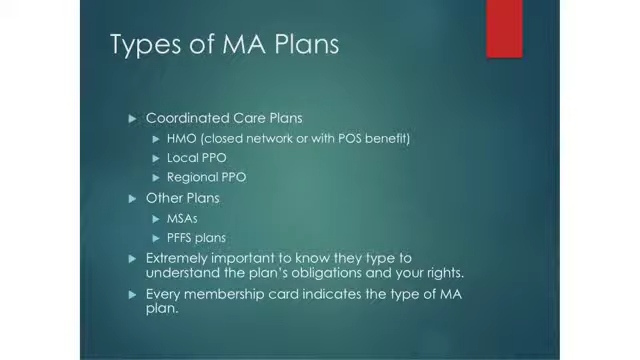 Types of MA Plans
Coordinated Care Plans
HMO (closed network or with POS benefit)
Local PPO
Regional PPO
Other Plans
MSAs
PFFS plans
Extremely important to know they type to
understand the plan's obligations and your rights.
Every membership card indicates the type of MA
plan.